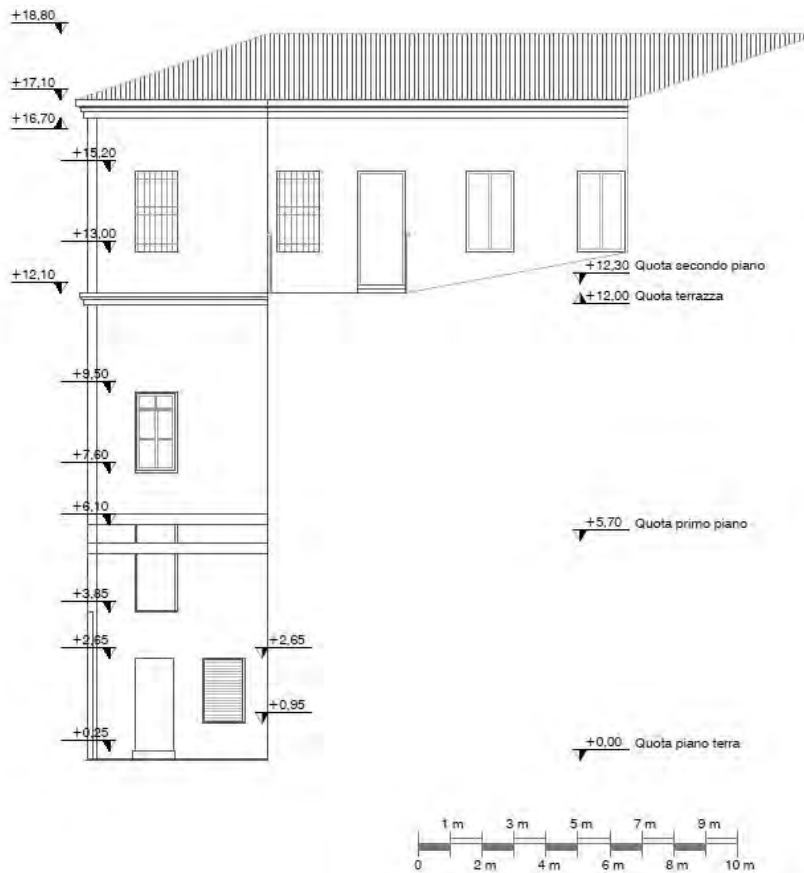 +18,80
+17,10
+16,70
+15,20
+13,00
+12,10
+12,30 Quota secondo piano
+12,00 Quota terrazza
+9,50
+7,60
+6,10
+5,70 Quota primo piano
+3,85
+2,65
+2,65
+0,95
+0,25
+0,00 Quota piano terra
1 m 3 m 5 m 7 m 9 m
0 2 m 4 m 6 m 8 m 10 m